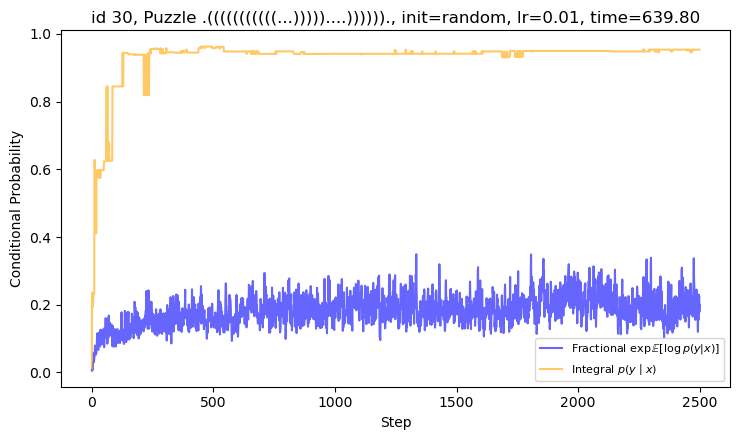 id 30, Puzzle .(((((((((((...)))))....))))))., init=random, lr=0.01, time=639.80
Conditional Probability
1.0
0.8
0.6
0.4
0.2
0.0
Fractional exp 𝔼[log p(y|x)]
Integral p(y | x)
0
500
1000
1500
2000
2500
Step